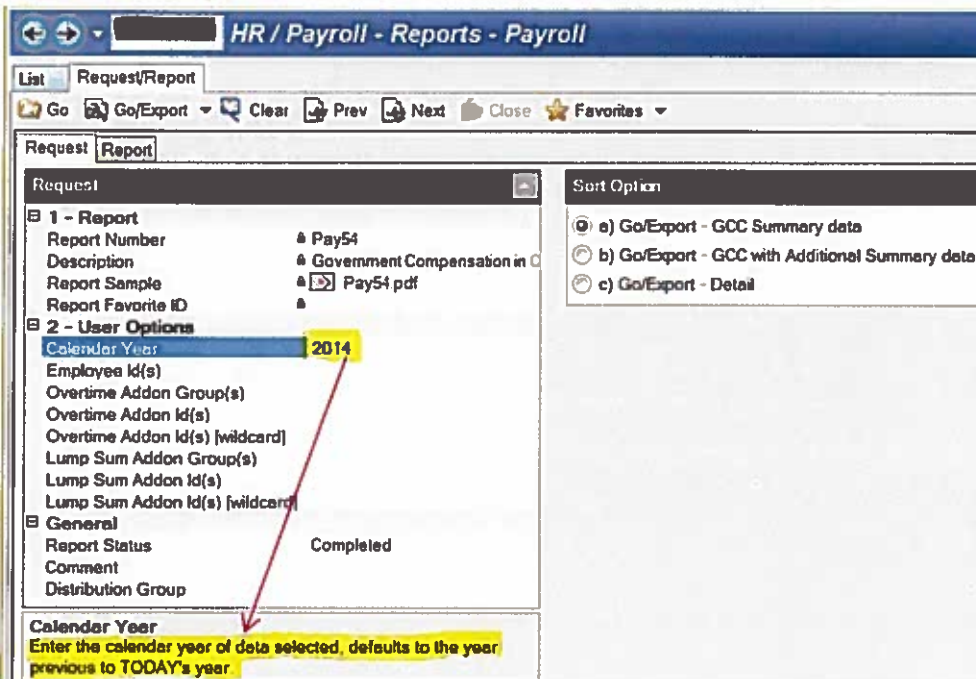 HR / Payroll - Reports - Payroll
List Request/Report
Go Go/Export Clear Prev Next Close Favorites
Request Report
Request
Sort Option
1 - Report
Report Number Pay54
Description Government Compensation in C
Report Sample Pay54.pdf
Report Favorite ID
2 - User Options
Calendar Year 2014
Employee Id(s)
Overtime Addon Group(s)
Overtime Addon Id(s)
Overtime Addon Id(s) [wildcard]
Lump Sum Addon Group(s)
Lump Sum Addon Id(s)
Lump Sum Addon Id(s) [wildcard]
General
Report Status Completed
Comment
Distribution Group
a) Go/Export - GCC Summary data
b) Go/Export - GCC with Additional Summary data
c) Go/Export - Detail
Calendar Year
Enter the calendar year of data selected, defaults to the year
previous to TODAY's year.